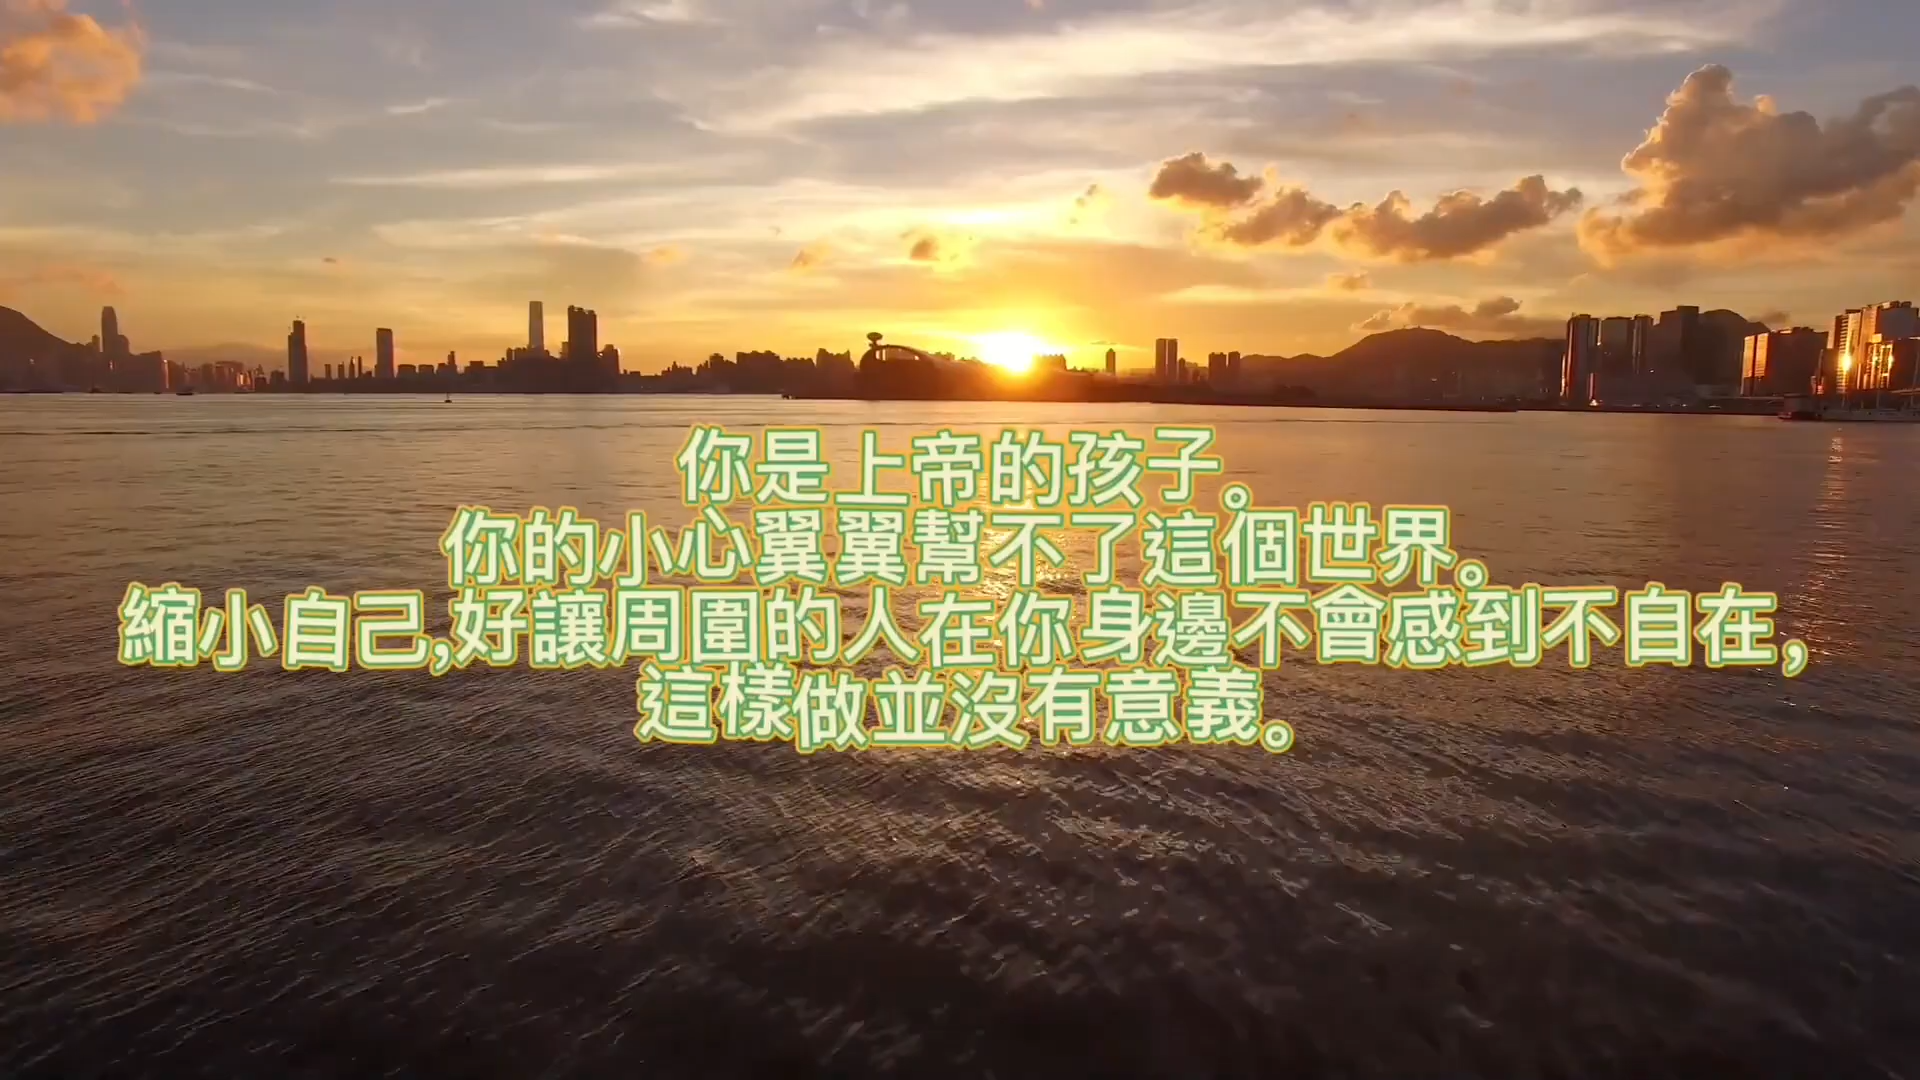 你是上帝的孩子。
你的小心翼翼幫不了這個世界。
縮小自己,好讓周圍的人在你身邊不會感到不自在，
這樣做並沒有意義。